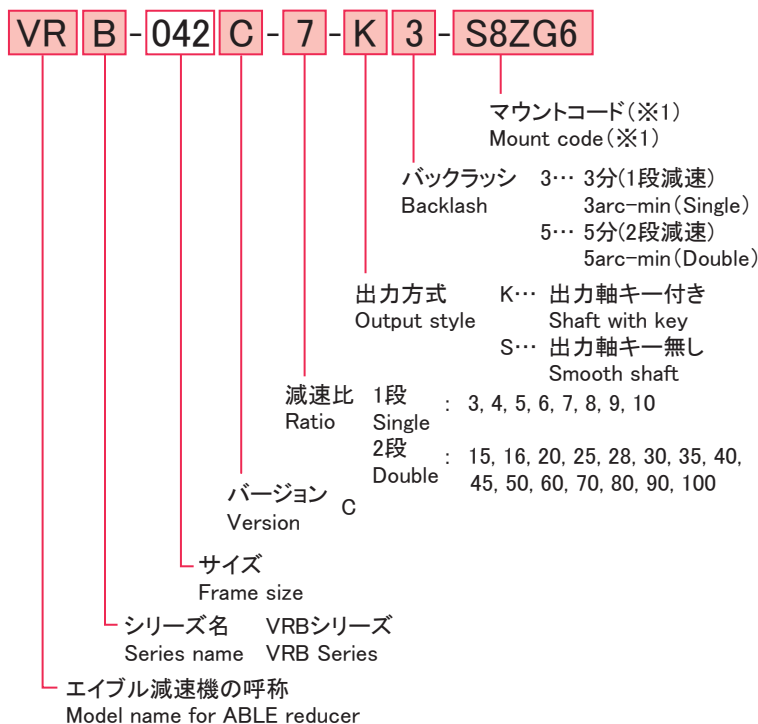 VR B - 042 C - 7 - K 3 - S8ZG6
マウントコード(※1)
Mount code(※1)
バックラッシ 3… 3分(1段減速)
Backlash 3arc-min(Single)
5… 5分(2段減速)
5arc-min(Double)
出力方式 K… 出力軸キー付き
Output style Shaft with key
S… 出力軸キー無し
Smooth shaft
減速比 1段
Ratio Single : 3, 4, 5, 6, 7, 8, 9, 10
2段
Double : 15, 16, 20, 25, 28, 30, 35, 40,
45, 50, 60, 70, 80, 90, 100
バージョン C
Version
サイズ
Frame size
シリーズ名 VRBシリーズ
Series name VRB Series
エイブル減速機の呼称
Model name for ABLE reducer